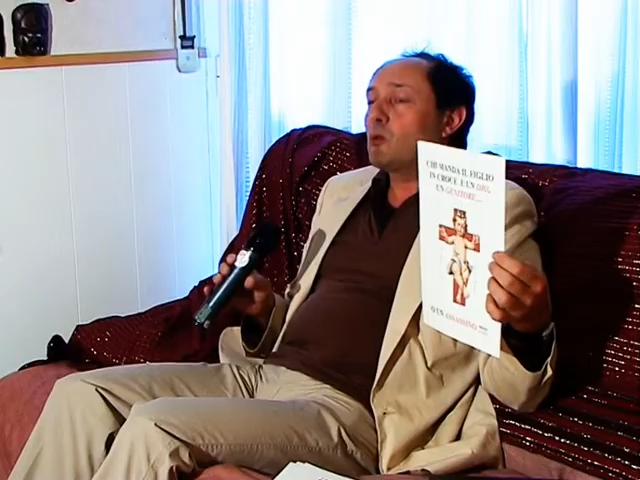 CHI MANDA IL FIGLIO
IN CROCE È UN DIO,
UN GENITORE...
O UN ASSASSINO